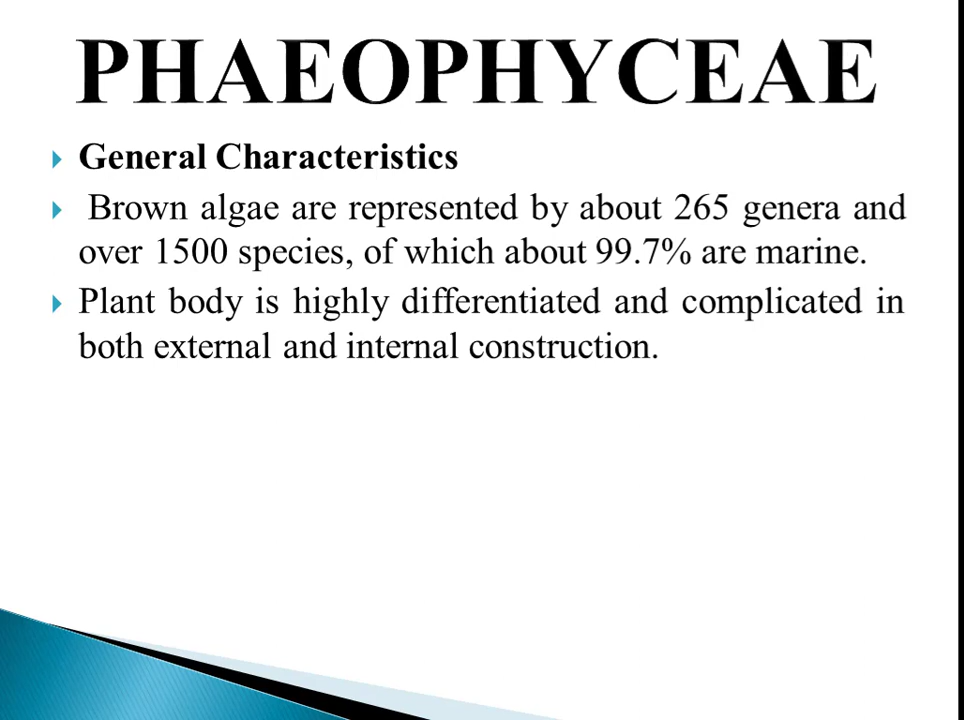 PHAEOPHYCEAE
General Characteristics
Brown algae are represented by about 265 genera and
over 1500 species, of which about 99.7% are marine.
Plant body is highly differentiated and complicated in
both external and internal construction.